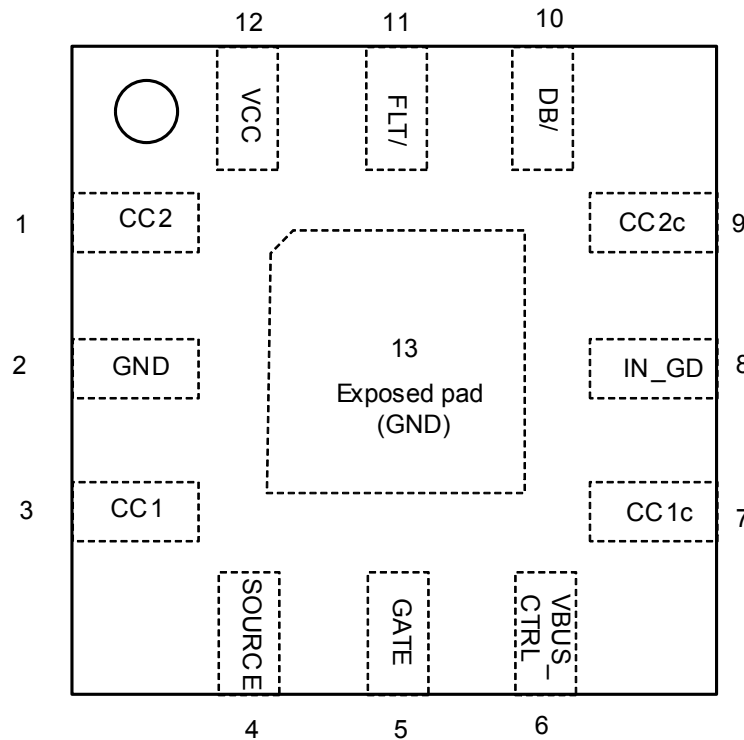 12
11
10
VCC
FLT/
DB/
1
CC2
CC2c
9
2
GND
13
Exposed pad
(GND)
IN_GD
8
3
CC1
CC1c
7
SOURCE
GATE
VBUS_
CTRL
4
5
6